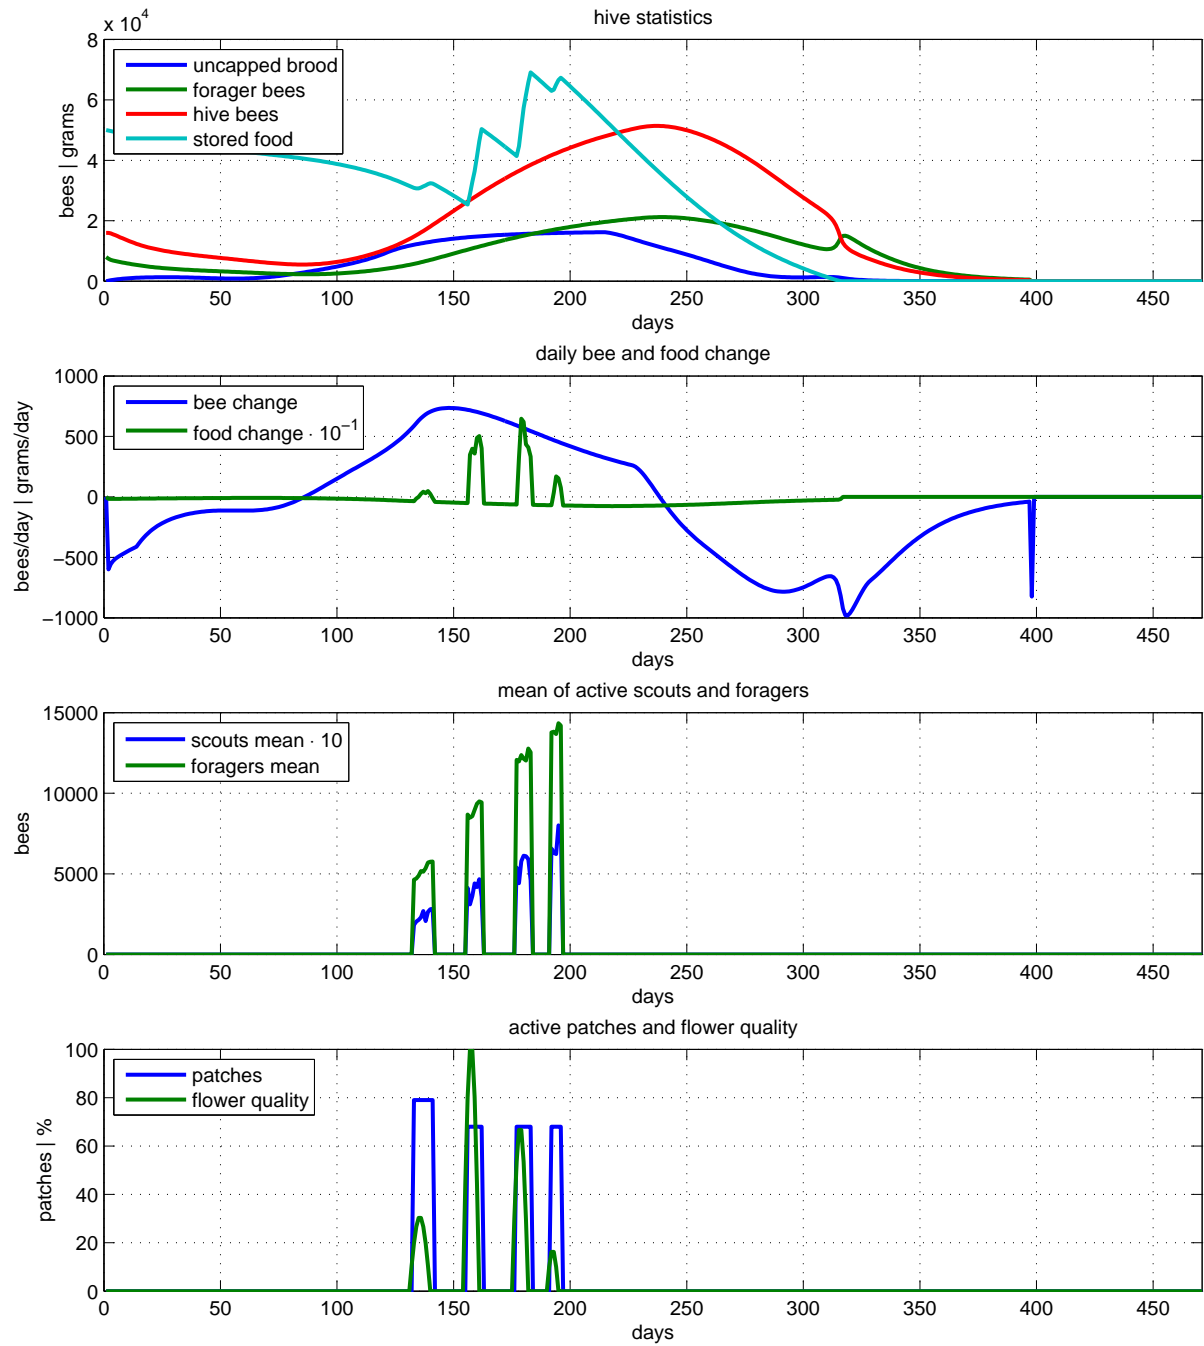 hive statistics
x 10^4
8
6
4
2
0
bees | grams
uncapped brood
forager bees
hive bees
stored food
0 50 100 150 200 250 300 350 400 450
days
daily bee and food change
1000
500
0
−500
−1000
bees/day | grams/day
bee change
food change · 10^−1
0 50 100 150 200 250 300 350 400 450
days
mean of active scouts and foragers
15000
10000
5000
0
bees
scouts mean · 10
foragers mean
0 50 100 150 200 250 300 350 400 450
days
active patches and flower quality
100
80
60
40
20
0
patches | %
patches
flower quality
0 50 100 150 200 250 300 350 400 450
days